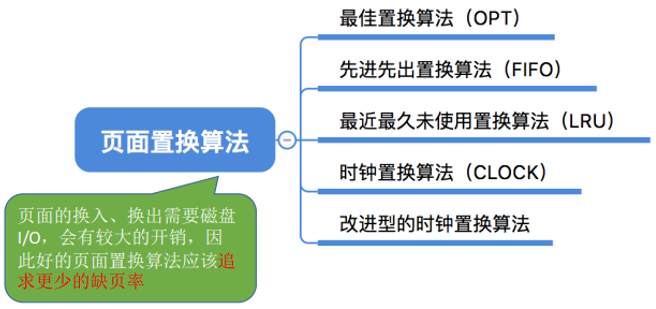 最佳置换算法（OPT）
先进先出置换算法（FIFO）
页面置换算法
最近最久未使用置换算法（LRU）
时钟置换算法（CLOCK）
改进型的时钟置换算法
页面的换入、换出需要磁盘
I/O，会有较大的开销，因
此好的页面置换算法应该追
求更少的缺页率